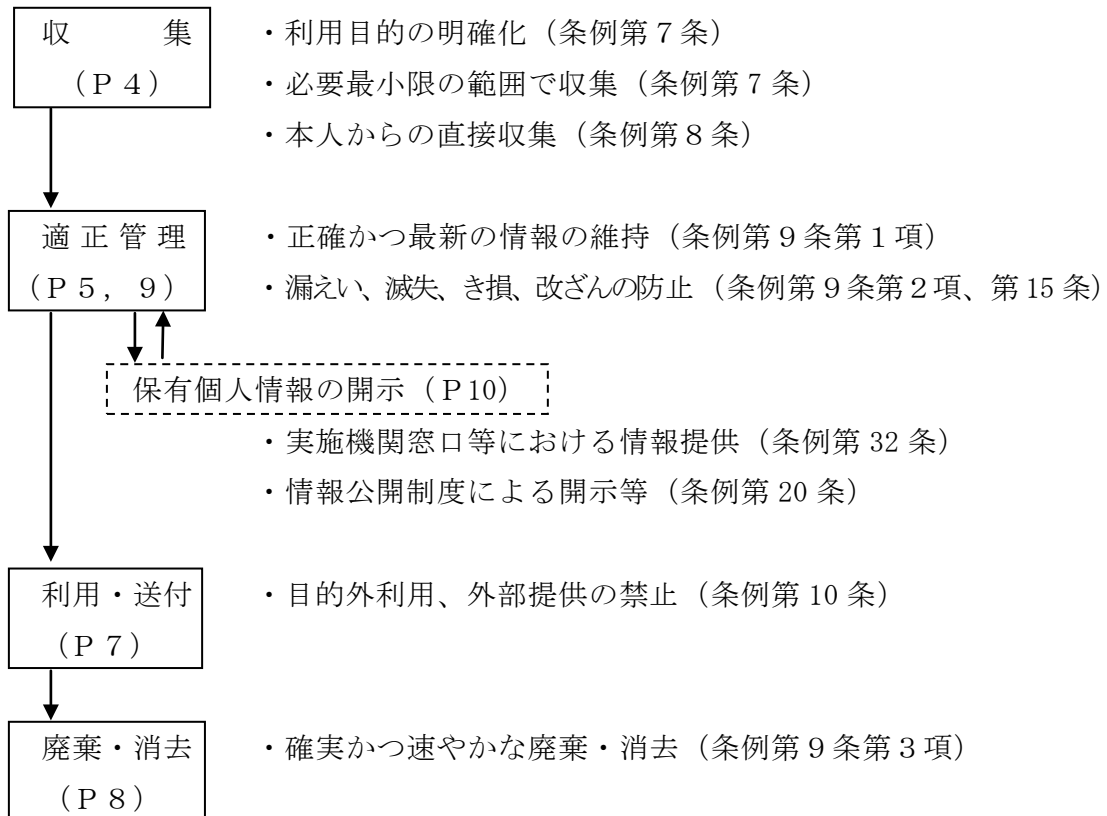 収　　集　・利用目的の明確化（条例第７条）
（Ｐ４）　・必要最小限の範囲で収集（条例第７条）
・本人からの直接収集（条例第８条）
適正管理　・正確かつ最新の情報の維持（条例第９条第１項）
（Ｐ５，９）　・漏えい、滅失、き損、改ざんの防止（条例第９条第２項、第15条）
保有個人情報の開示（Ｐ10）
・実施機関窓口等における情報提供（条例第32条）
・情報公開制度による開示等（条例第20条）
利用・送付　・目的外利用、外部提供の禁止（条例第10条）
（Ｐ７）
廃棄・消去　・確実かつ速やかな廃棄・消去（条例第９条第３項）
（Ｐ８）